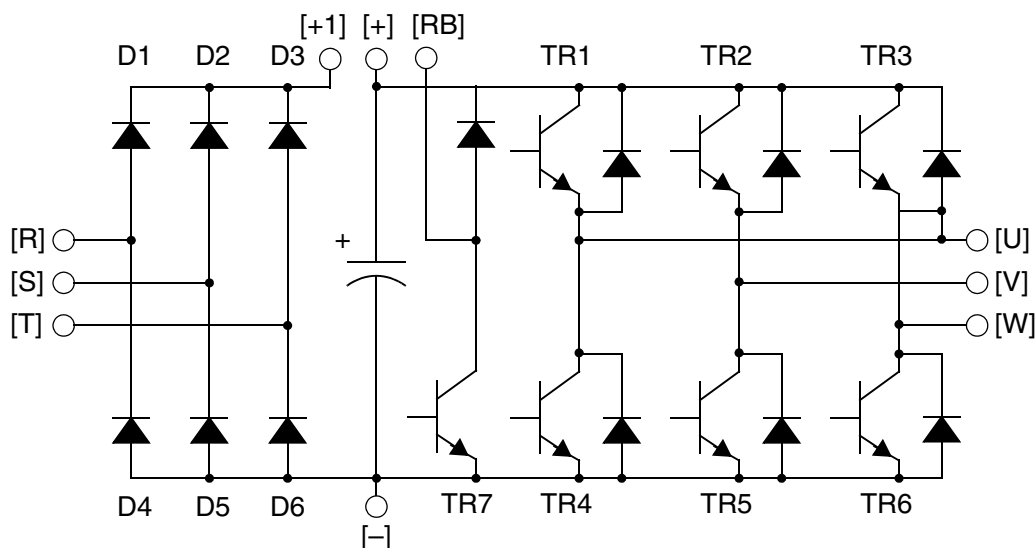 [+1] [+] [RB]
D1 D2 D3 TR1 TR2 TR3
[R] + [U]
[S] [V]
[T] [W]
D4 D5 D6 TR7 TR4 TR5 TR6
[–]